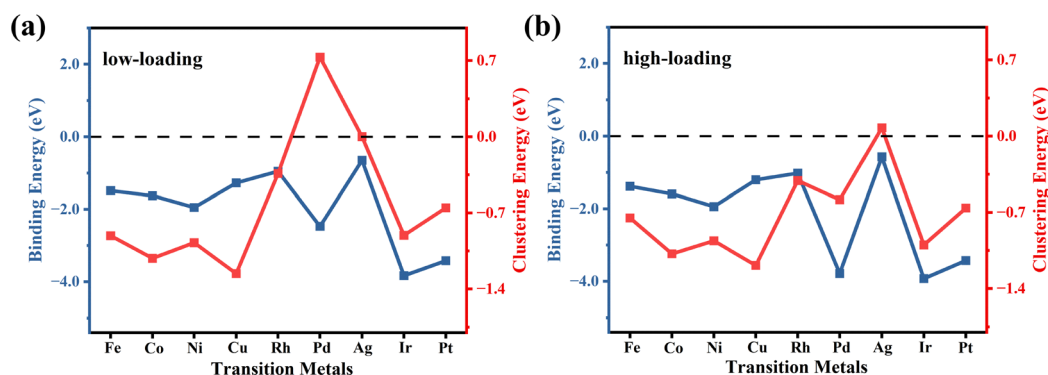 (a)
low-loading
Binding Energy (eV)
2.0
0.0
−2.0
−4.0
Clustering Energy (eV)
0.7
0.0
−0.7
−1.4
Fe Co Ni Cu Rh Pd Ag Ir Pt
Transition Metals
(b)
high-loading
Binding Energy (eV)
2.0
0.0
−2.0
−4.0
Clustering Energy (eV)
0.7
0.0
−0.7
−1.4
Fe Co Ni Cu Rh Pd Ag Ir Pt
Transition Metals